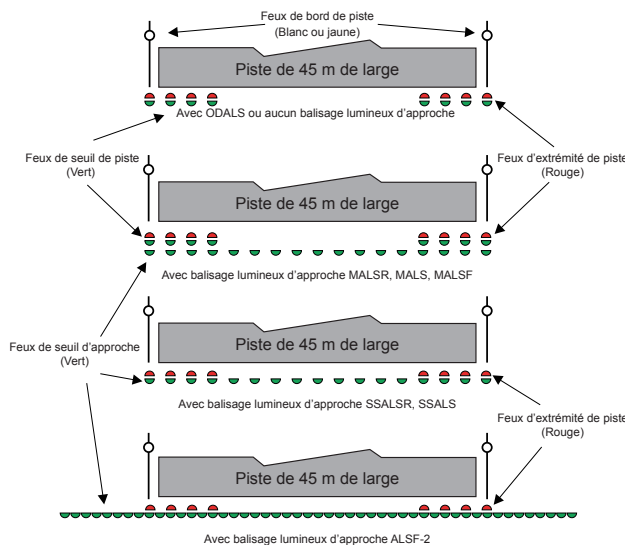 Feux de bord de piste
(Blanc ou jaune)
Piste de 45 m de large
Avec ODALS ou aucun balisage lumineux d'approche
Feux de seuil de piste
(Vert)
Feux d'extrémité de piste
(Rouge)
Piste de 45 m de large
Avec balisage lumineux d'approche MALSR, MALS, MALSF
Feux de seuil d'approche
(Vert)
Piste de 45 m de large
Avec balisage lumineux d'approche SSALSR, SSALS
Feux d'extrémité de piste
(Rouge)
Piste de 45 m de large
Avec balisage lumineux d'approche ALSF-2